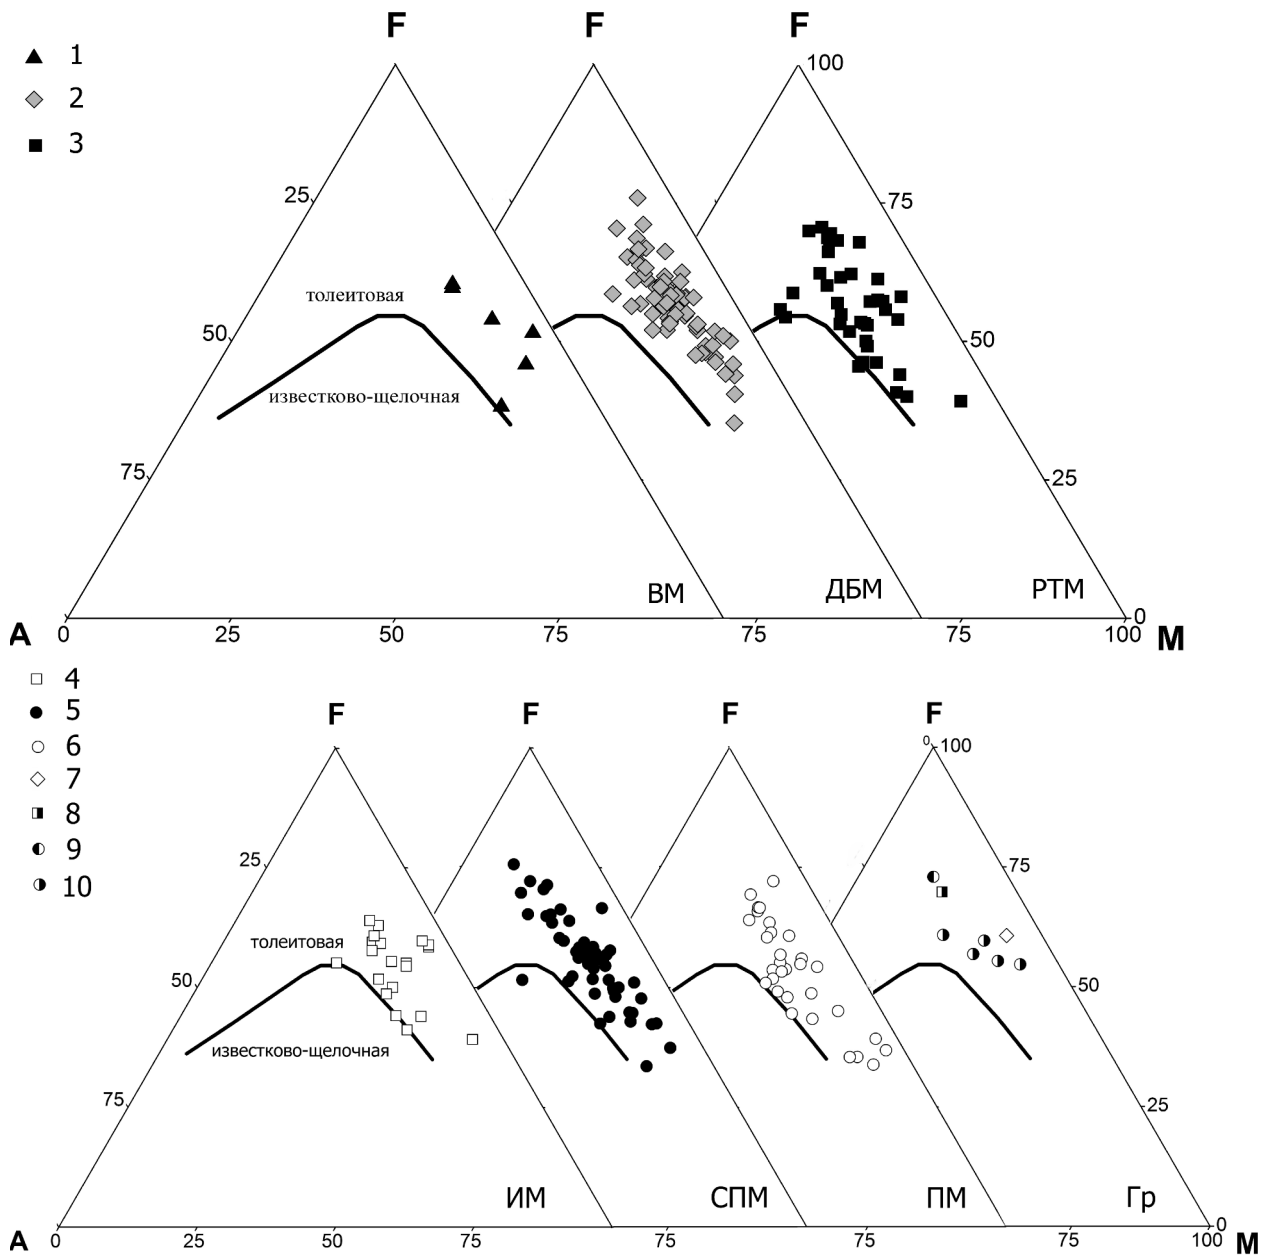 F F F
1
2
3
100
25 75
толеитовая
50 50
известково-щелочная
75 25
ВМ ДБМ РТМ
A 0 25 50 75 75 75 100 0 M
4
5
6
7
8
9
10
F F F F
0 100
25 75
толеитовая
50 50
известково-щелочная
75 25
ИМ СПМ ПМ Гр
A 0 25 50 75 75 75 75 100 0 M